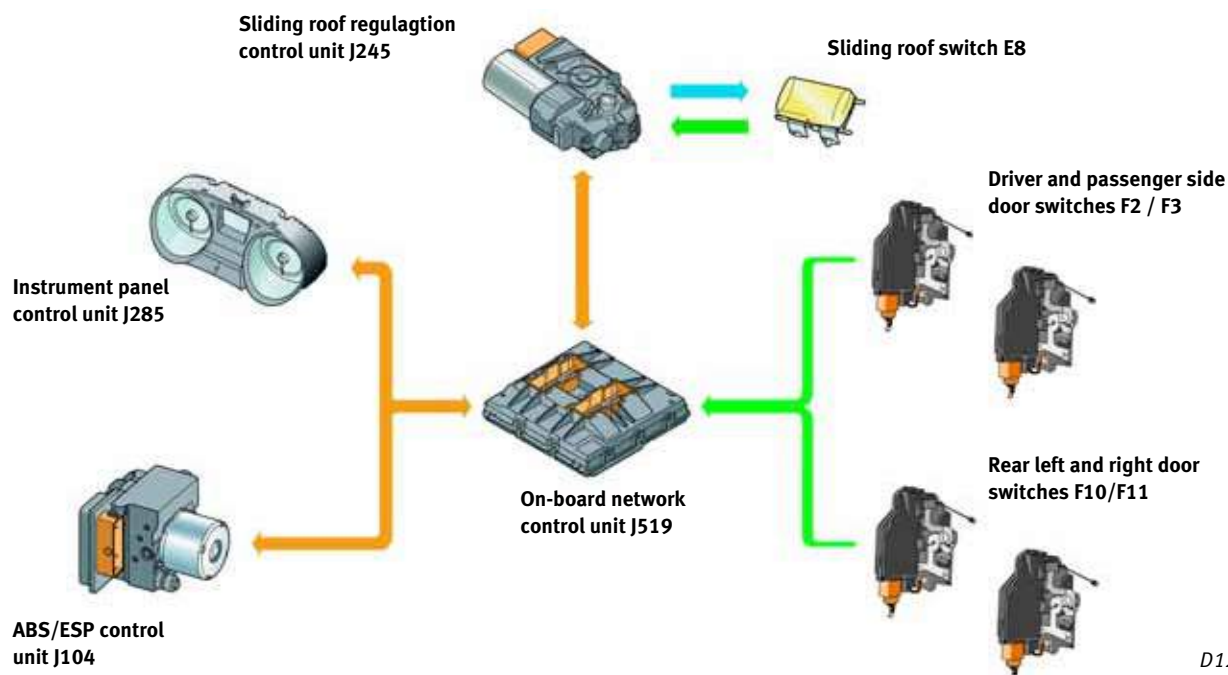 Sliding roof regulagtion
control unit J245
Sliding roof switch E8
Driver and passenger side
door switches F2 / F3
Instrument panel
control unit J285
Rear left and right door
switches F10/F11
On-board network
control unit J519
ABS/ESP control
unit J104